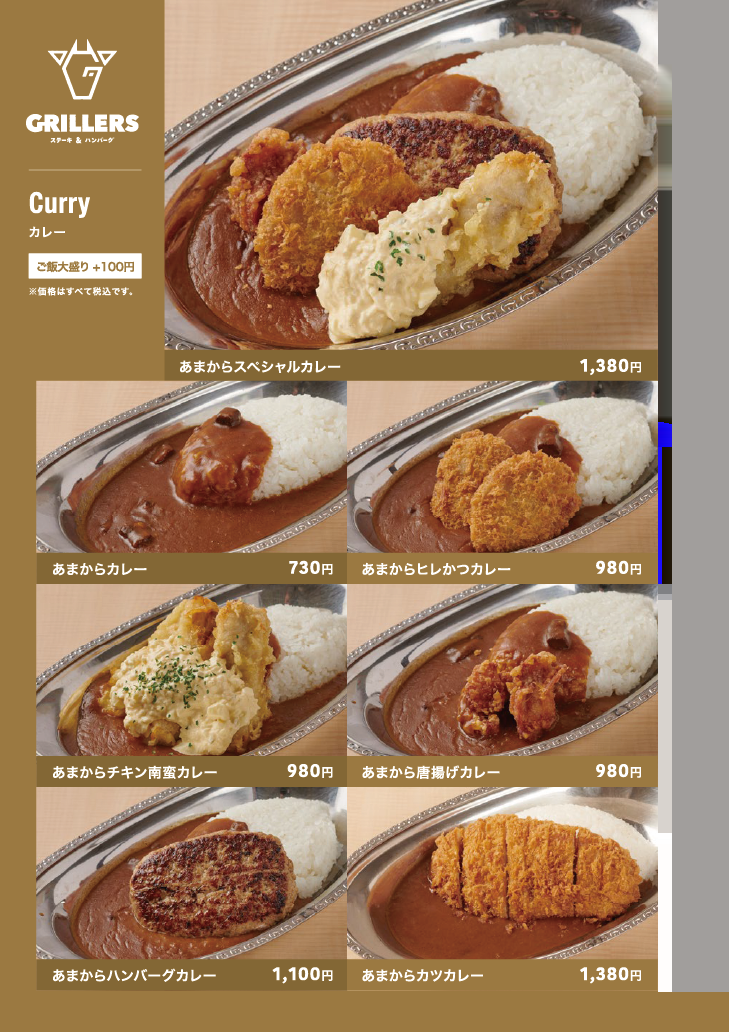 GRILLERS
ステーキ & ハンバーグ
Curry
カレー
ご飯大盛り +100円
※価格はすべて税込です。
あまからスペシャルカレー 1,380円
あまからカレー 730円
あまからヒレかつカレー 980円
あまからチキン南蛮カレー 980円
あまから唐揚げカレー 980円
あまからハンバーグカレー 1,100円
あまからカツカレー 1,380円